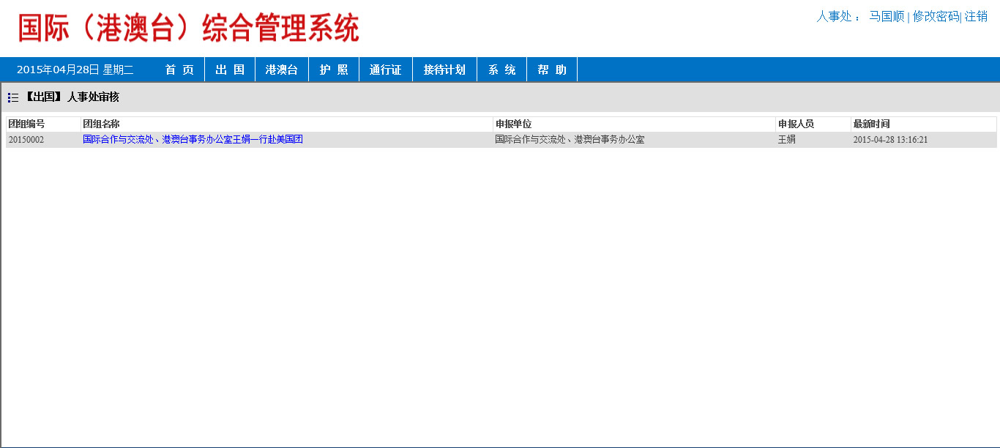 国际（港澳台）综合管理系统
人事处 ： 马国顺 | 修改密码| 注销
2015年04月28日 星期二 首 页 出 国 港澳台 护 照 通行证 接待计划 系 统 帮 助
【出国】 人事处审核
团组编号 团组名称 申报单位 申报人员 最新时间
20150002 国际合作与交流处、港澳台事务办公室王娟一行赴美国团 国际合作与交流处、港澳台事务办公室 王娟 2015-04-28 13:16:21